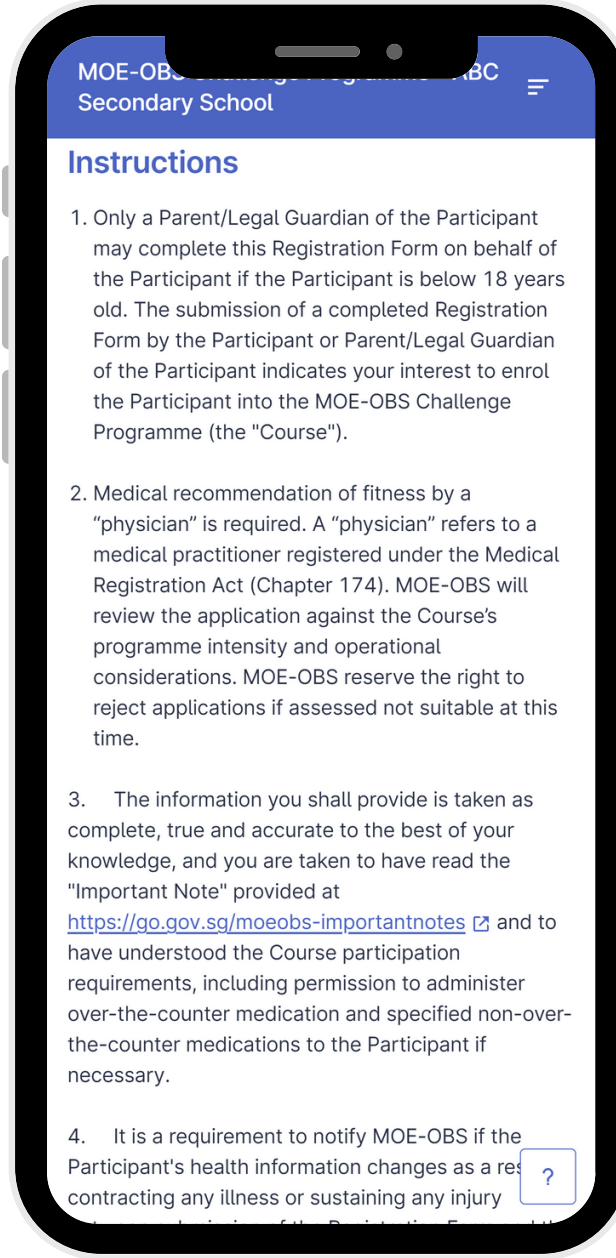 MOE-OBS Challenge Programme - ABC
Secondary School
Instructions
1. Only a Parent/Legal Guardian of the Participant
may complete this Registration Form on behalf of
the Participant if the Participant is below 18 years
old. The submission of a completed Registration
Form by the Participant or Parent/Legal Guardian
of the Participant indicates your interest to enrol
the Participant into the MOE-OBS Challenge
Programme (the "Course").
2. Medical recommendation of fitness by a
“physician” is required. A “physician” refers to a
medical practitioner registered under the Medical
Registration Act (Chapter 174). MOE-OBS will
review the application against the Course’s
programme intensity and operational
considerations. MOE-OBS reserve the right to
reject applications if assessed not suitable at this
time.
3. The information you shall provide is taken as
complete, true and accurate to the best of your
knowledge, and you are taken to have read the
"Important Note" provided at
https://go.gov.sg/moeobs-importantnotes and to
have understood the Course participation
requirements, including permission to administer
over-the-counter medication and specified non-over-
the-counter medications to the Participant if
necessary.
4. It is a requirement to notify MOE-OBS if the
Participant's health information changes as a
contracting any illness or sustaining any injury
?